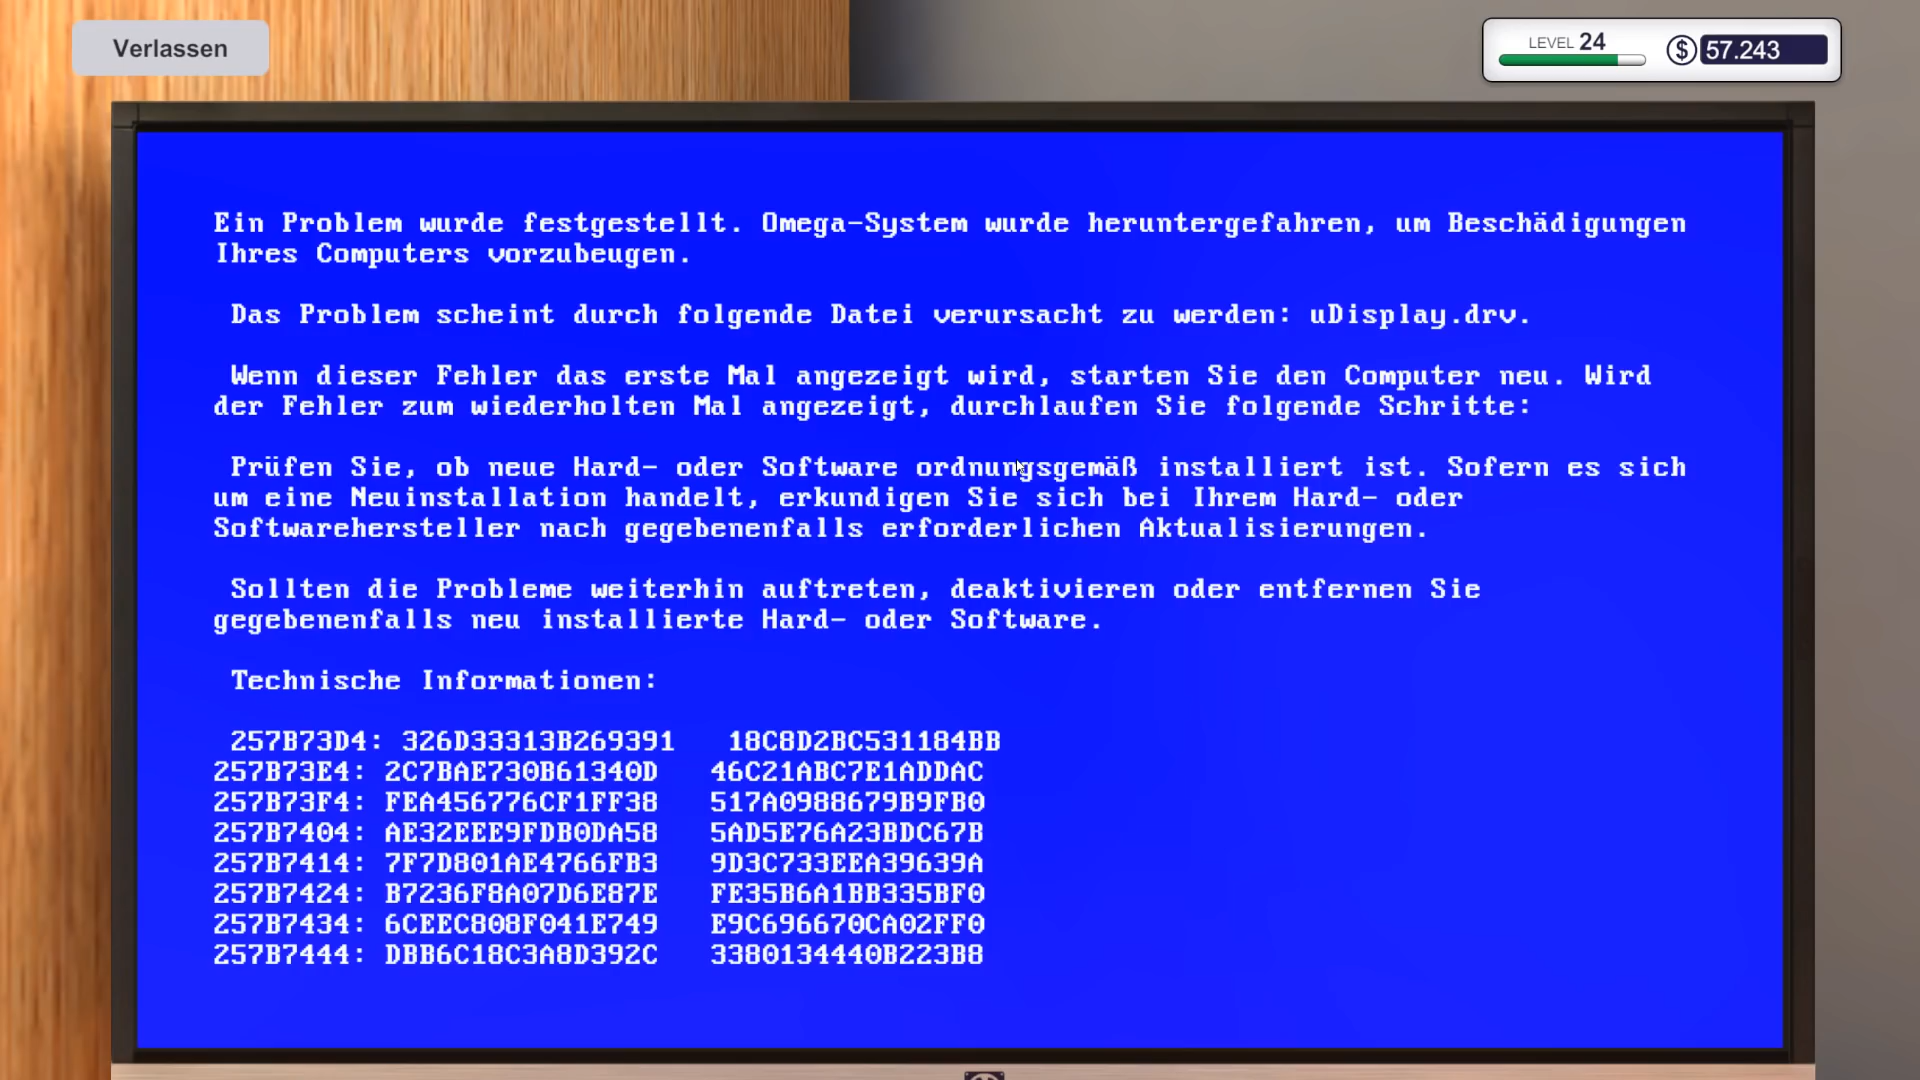 Verlassen
LEVEL 24
$ 57.243
Ein Problem wurde festgestellt. Omega-System wurde heruntergefahren, um Beschädigungen
Ihres Computers vorzubeugen.
Das Problem scheint durch folgende Datei verursacht zu werden: uDisplay.drv.
Wenn dieser Fehler das erste Mal angezeigt wird, starten Sie den Computer neu. Wird
der Fehler zum wiederholten Mal angezeigt, durchlaufen Sie folgende Schritte:
Prüfen Sie, ob neue Hard- oder Software ordnungsgemäß installiert ist. Sofern es sich
um eine Neuinstallation handelt, erkundigen Sie sich bei Ihrem Hard- oder
Softwarehersteller nach gegebenenfalls erforderlichen Aktualisierungen.
Sollten die Probleme weiterhin auftreten, deaktivieren oder entfernen Sie
gegebenenfalls neu installierte Hard- oder Software.
Technische Informationen:
257B73D4: 326D33313B269391 18C8D2BC531184BB
257B73E4: 2C7BAE730B61340D 46C21ABC7E1ADDAC
257B73F4: FEA456776CF1FF38 517A0988679B9FB0
257B7404: AE32EEE9FDB0DA58 5AD5E76A23BDC67B
257B7414: 7F7D801AE4766FB3 9D3C733EEA39639A
257B7424: B7236F8A07D6E87E FE35B6A1BB335BF0
257B7434: 6CEEC808F041E749 E9C696670CA02FF0
257B7444: DBB6C18C3A8D392C 3380134440B223B8